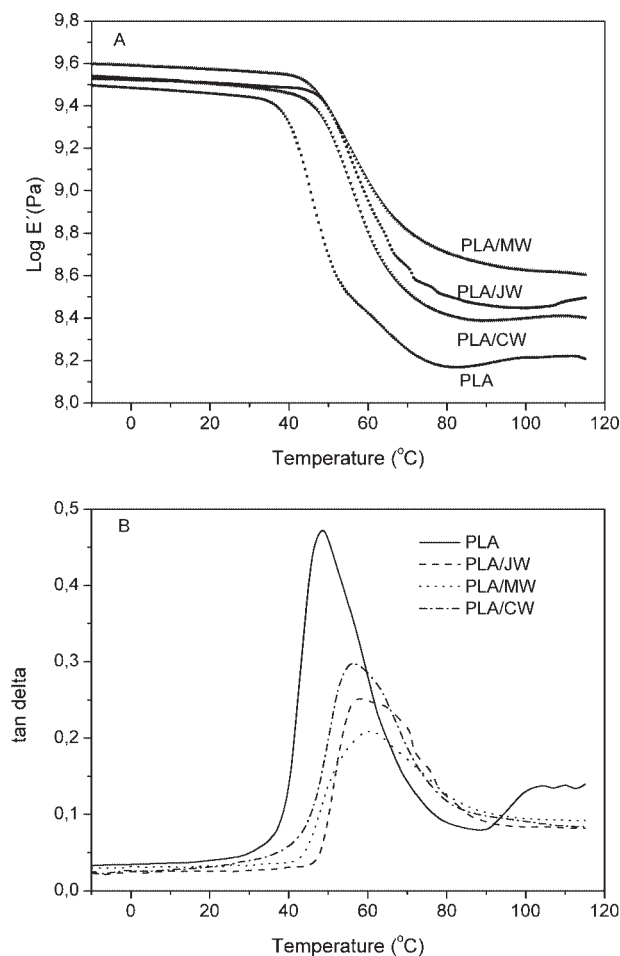 A
9,8
9,6
9,4
9,2
9,0
8,8
8,6
8,4
8,2
8,0
Log E´(Pa)
PLA/MW
PLA/JW
PLA/CW
PLA
0 20 40 60 80 100 120
Temperature (°C)
B
0,5
0,4
0,3
0,2
0,1
0,0
tan delta
PLA
PLA/JW
PLA/MW
PLA/CW
0 20 40 60 80 100 120
Temperature (°C)